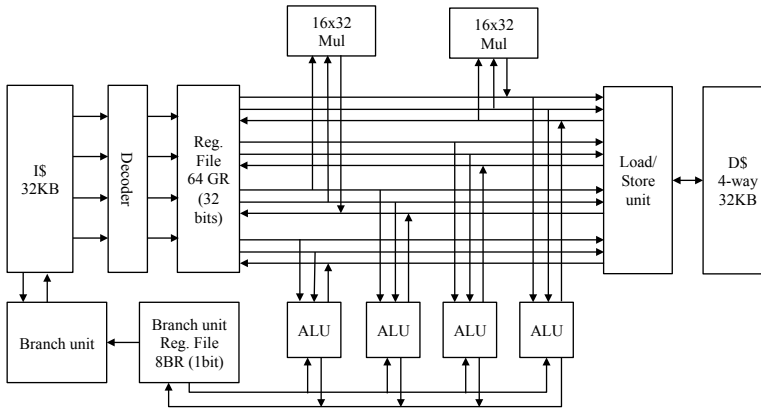 16x32
Mul
16x32
Mul
I$
32KB
Decoder
Reg.
File
64 GR
(32
bits)
Load/
Store
unit
D$
4-way
32KB
Branch unit
Branch unit
Reg. File
8BR (1bit)
ALU
ALU
ALU
ALU